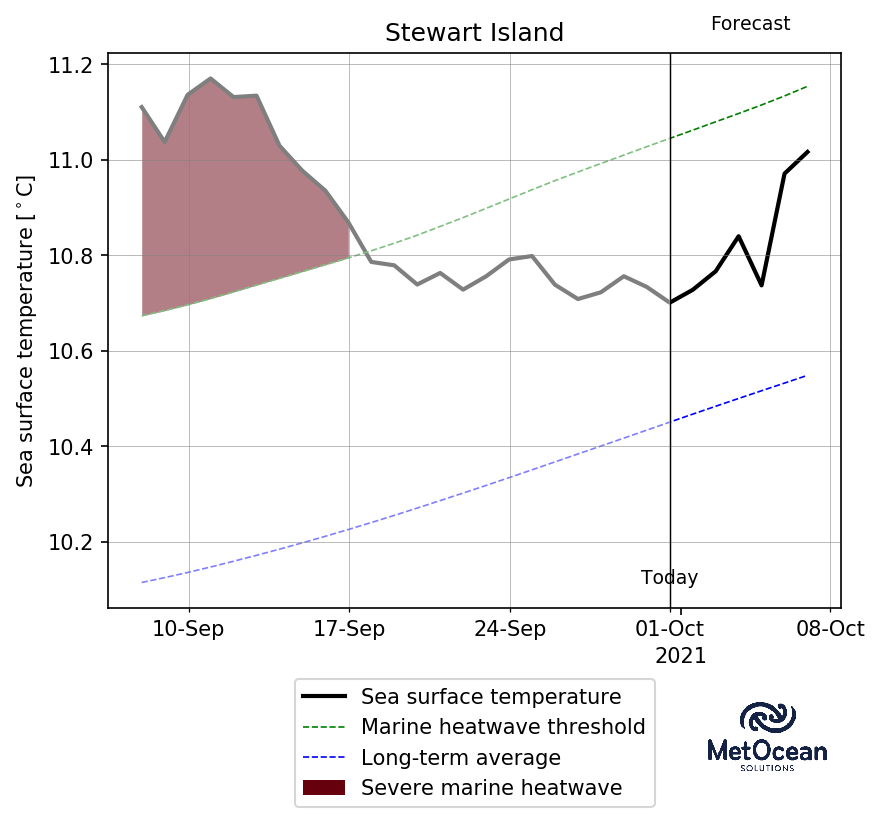 Forecast
Stewart Island
Sea surface temperature [°C]
11.2
11.0
10.8
10.6
10.4
10.2
Today
10-Sep 17-Sep 24-Sep 01-Oct 08-Oct
2021
Sea surface temperature
Marine heatwave threshold
Long-term average
Severe marine heatwave
MetOcean
SOLUTIONS